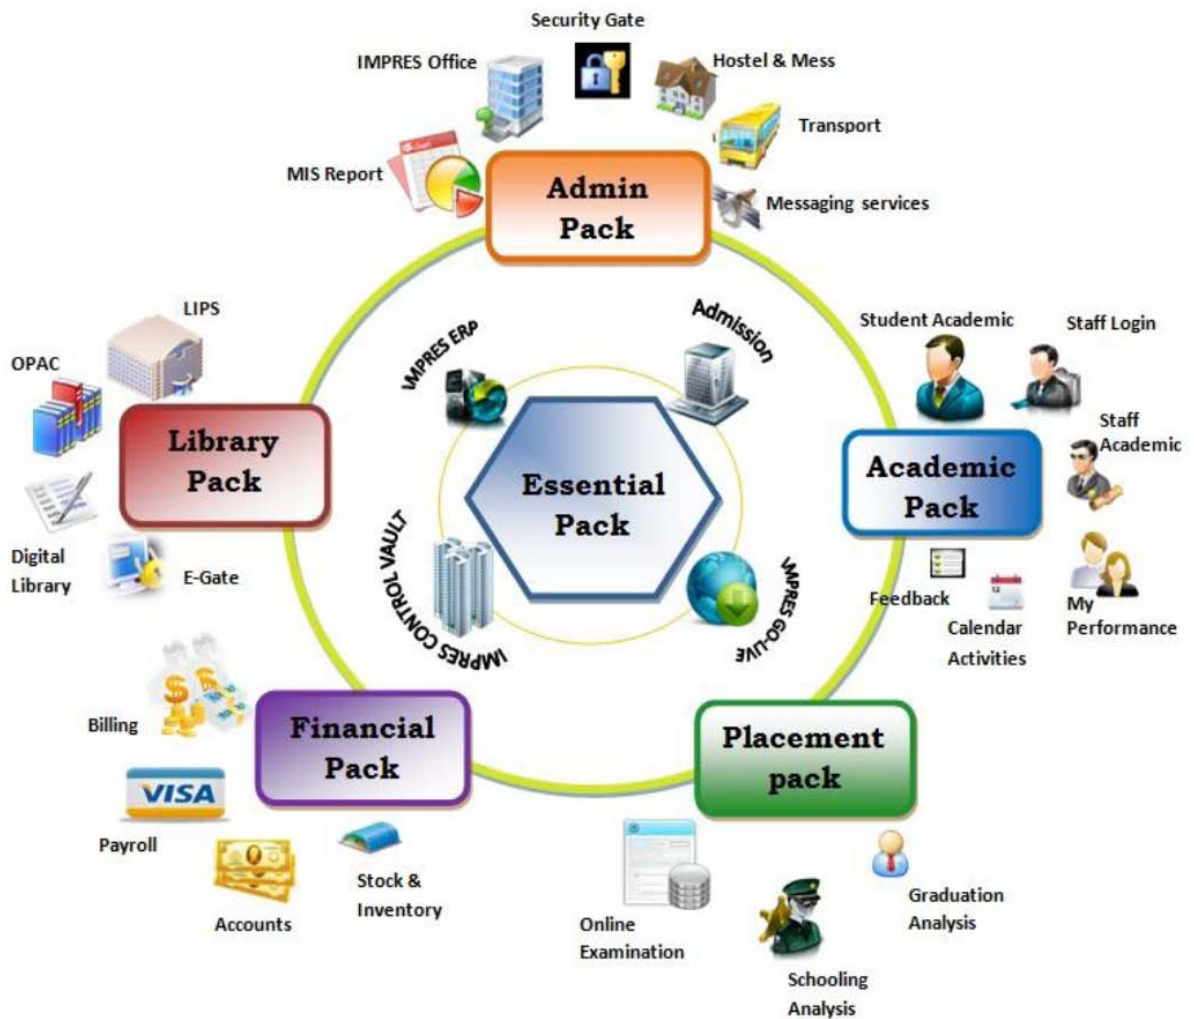 Security Gate
IMPRES Office
Hostel & Mess
Transport
MIS Report
Messaging services
Admin
Pack
LIPS
OPAC
Library
Pack
Digital
Library
E-Gate
IMPRES ERP
Admission
Essential
Pack
IMPRES CONTROL VAULT
IMPRES GO-LIVE
Student Academic
Staff Login
Staff
Academic
Academic
Pack
Feedback
12
Calendar
Activities
My
Performance
Billing
Financial
Pack
VISA
Payroll
Accounts
Stock &
Inventory
Placement
pack
Online
Examination
Schooling
Analysis
Graduation
Analysis